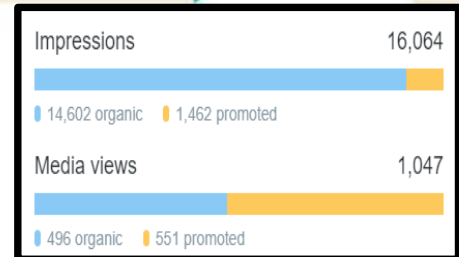 Impressions 16,064
14,602 organic 1,462 promoted
Media views 1,047
496 organic 551 promoted